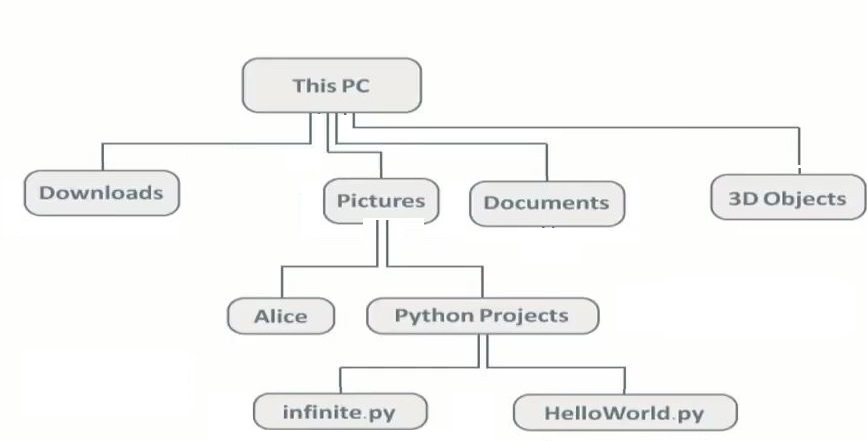 This PC
Downloads
Pictures
Documents
3D Objects
Alice
Python Projects
infinite.py
HelloWorld.py